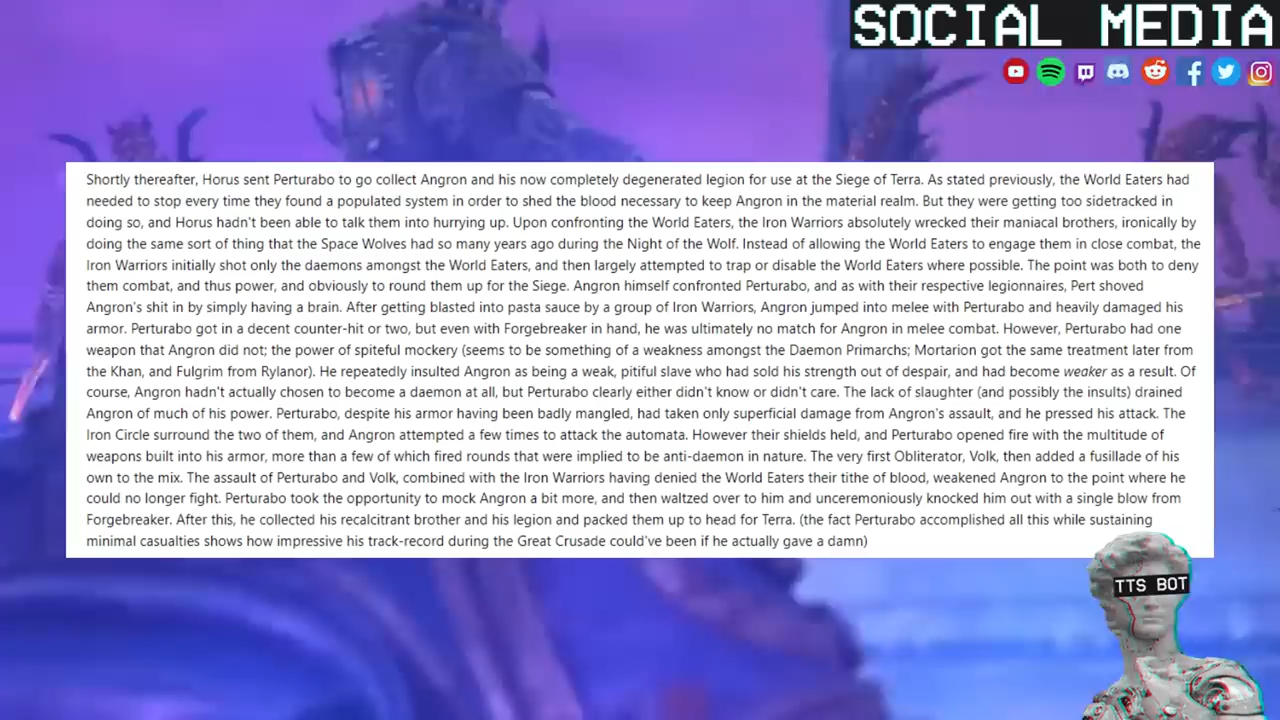 SOCIAL MEDIA
Shortly thereafter, Horus sent Perturabo to go collect Angron and his now completely degenerated legion for use at the Siege of Terra. As stated previously, the World Eaters had
needed to stop every time they found a populated system in order to shed the blood necessary to keep Angron in the material realm. But they were getting too sidetracked in
doing so, and Horus hadn't been able to talk them into hurrying up. Upon confronting the World Eaters, the Iron Warriors absolutely wrecked their maniacal brothers, ironically by
doing the same sort of thing that the Space Wolves had so many years ago during the Night of the Wolf. Instead of allowing the World Eaters to engage them in close combat, the
Iron Warriors initially shot only the daemons amongst the World Eaters, and then largely attempted to trap or disable the World Eaters where possible. The point was both to deny
them combat, and thus power, and obviously to round them up for the Siege. Angron himself confronted Perturabo, and as with their respective legionnaires, Pert shoved
Angron's shit in by simply having a brain. After getting blasted into pasta sauce by a group of Iron Warriors, Angron jumped into melee with Perturabo and heavily damaged his
armor. Perturabo got in a decent counter-hit or two, but even with Forgebreaker in hand, he was ultimately no match for Angron in melee combat. However, Perturabo had one
weapon that Angron did not; the power of spiteful mockery (seems to be something of a weakness amongst the Daemon Primarchs; Mortarion got the same treatment later from
the Khan, and Fulgrim from Rylanor). He repeatedly insulted Angron as being a weak, pitiful slave who had sold his strength out of despair, and had become weaker as a result. Of
course, Angron hadn't actually chosen to become a daemon at all, but Perturabo clearly either didn't know or didn't care. The lack of slaughter (and possibly the insults) drained
Angron of much of his power. Perturabo, despite his armor having been badly mangled, had taken only superficial damage from Angron's assault, and he pressed his attack. The
Iron Circle surround the two of them, and Angron attempted a few times to attack the automata. However their shields held, and Perturabo opened fire with the multitude of
weapons built into his armor, more than a few of which fired rounds that were implied to be anti-daemon in nature. The very first Obliterator, Volk, then added a fusillade of his
own to the mix. The assault of Perturabo and Volk, combined with the Iron Warriors having denied the World Eaters their tithe of blood, weakened Angron to the point where he
could no longer fight. Perturabo took the opportunity to mock Angron a bit more, and then waltzed over to him and unceremoniously knocked him out with a single blow from
Forgebreaker. After this, he collected his recalcitrant brother and his legion and packed them up to head for Terra. (the fact Perturabo accomplished all this while sustaining
minimal casualties shows how impressive his track-record during the Great Crusade could've been if he actually gave a damn)
TTS BOT